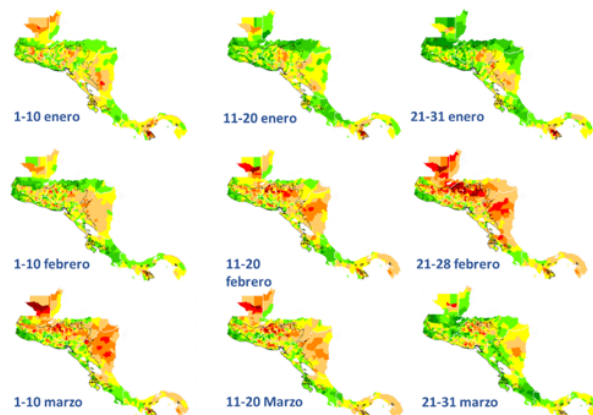 1-10 enero
11-20 enero
21-31 enero
1-10 febrero
11-20
febrero
21-28 febrero
1-10 marzo
11-20 Marzo
21-31 marzo